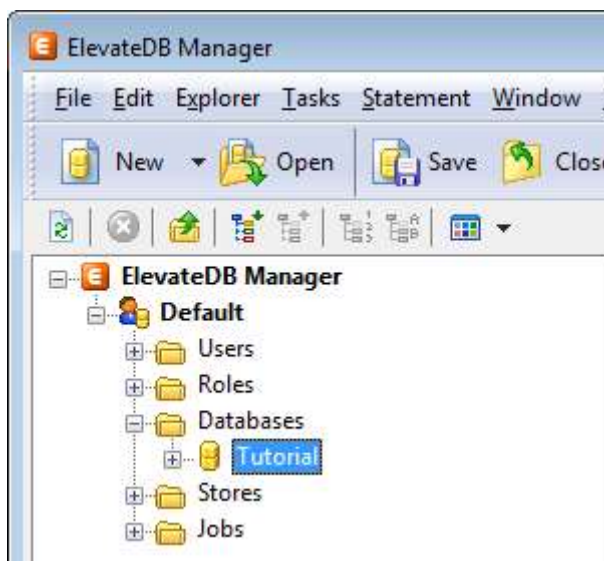 ElevateDB Manager
File Edit Explorer Tasks Statement Window
New Open Save Close
ElevateDB Manager
Default
Users
Roles
Databases
Tutorial
Stores
Jobs